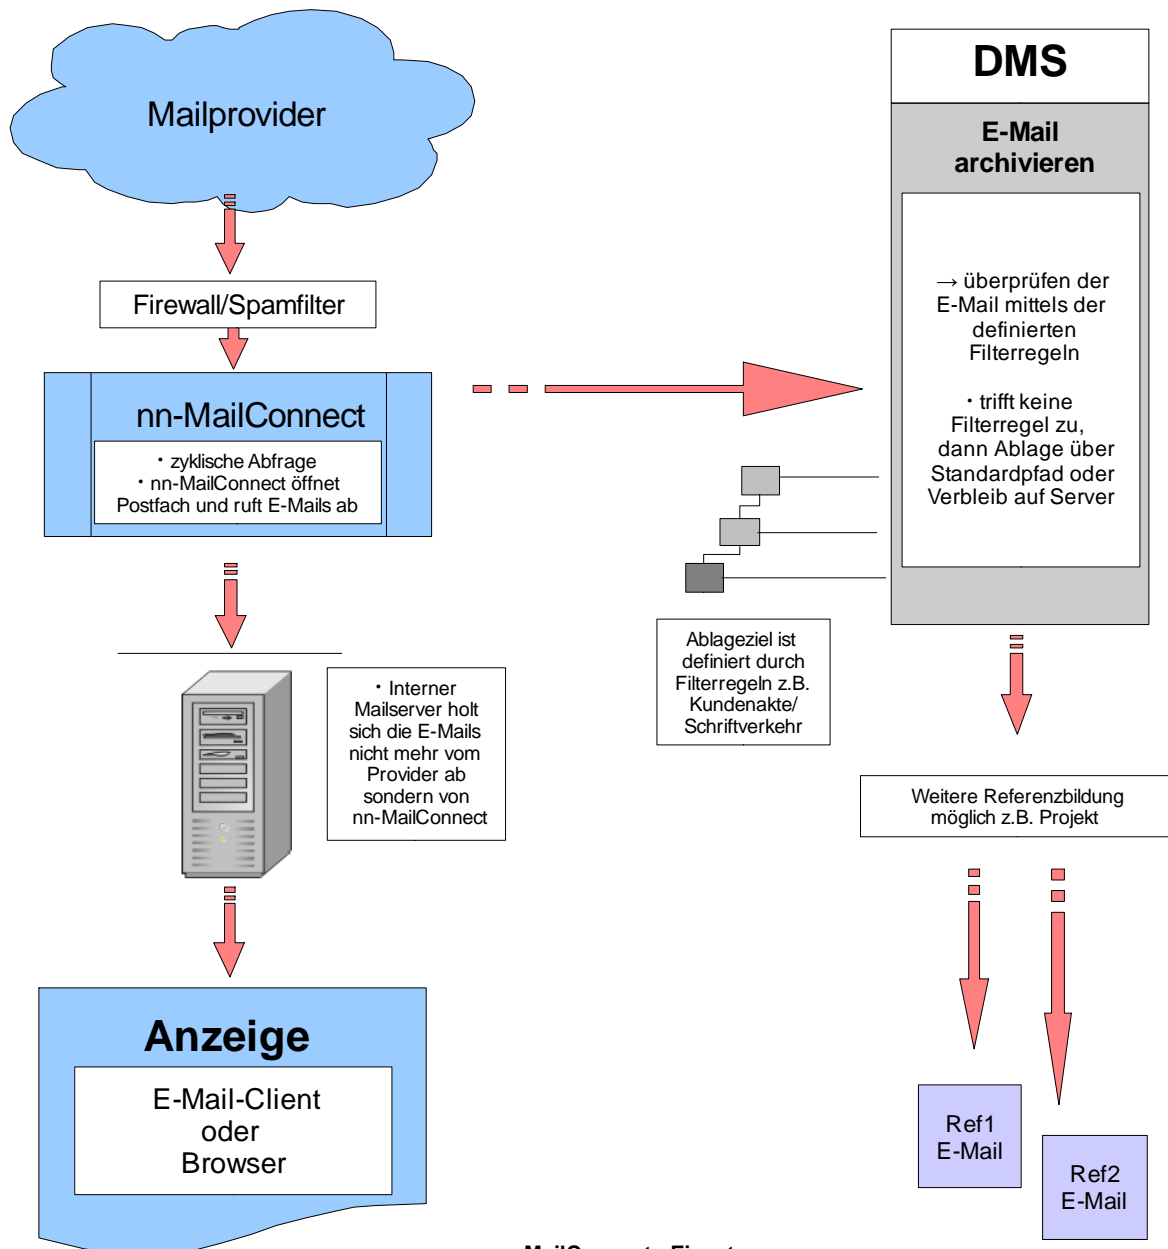 Mailprovider
Firewall/Spamfilter
nn-MailConnect
· zyklische Abfrage
· nn-MailConnect öffnet
Postfach und ruft E-Mails ab
· Interner
Mailserver holt
sich die E-Mails
nicht mehr vom
Provider ab
sondern von
nn-MailConnect
Anzeige
E-Mail-Client
oder
Browser
DMS
E-Mail
archivieren
→ überprüfen der
E-Mail mittels der
definierten
Filterregeln
· trifft keine
Filterregel zu,
dann Ablage über
Standardpfad oder
Verbleib auf Server
Ablageziel ist
definiert durch
Filterregeln z.B.
Kundenakte/
Schriftverkehr
Weitere Referenzbildung
möglich z.B. Projekt
Ref1
E-Mail
Ref2
E-Mail